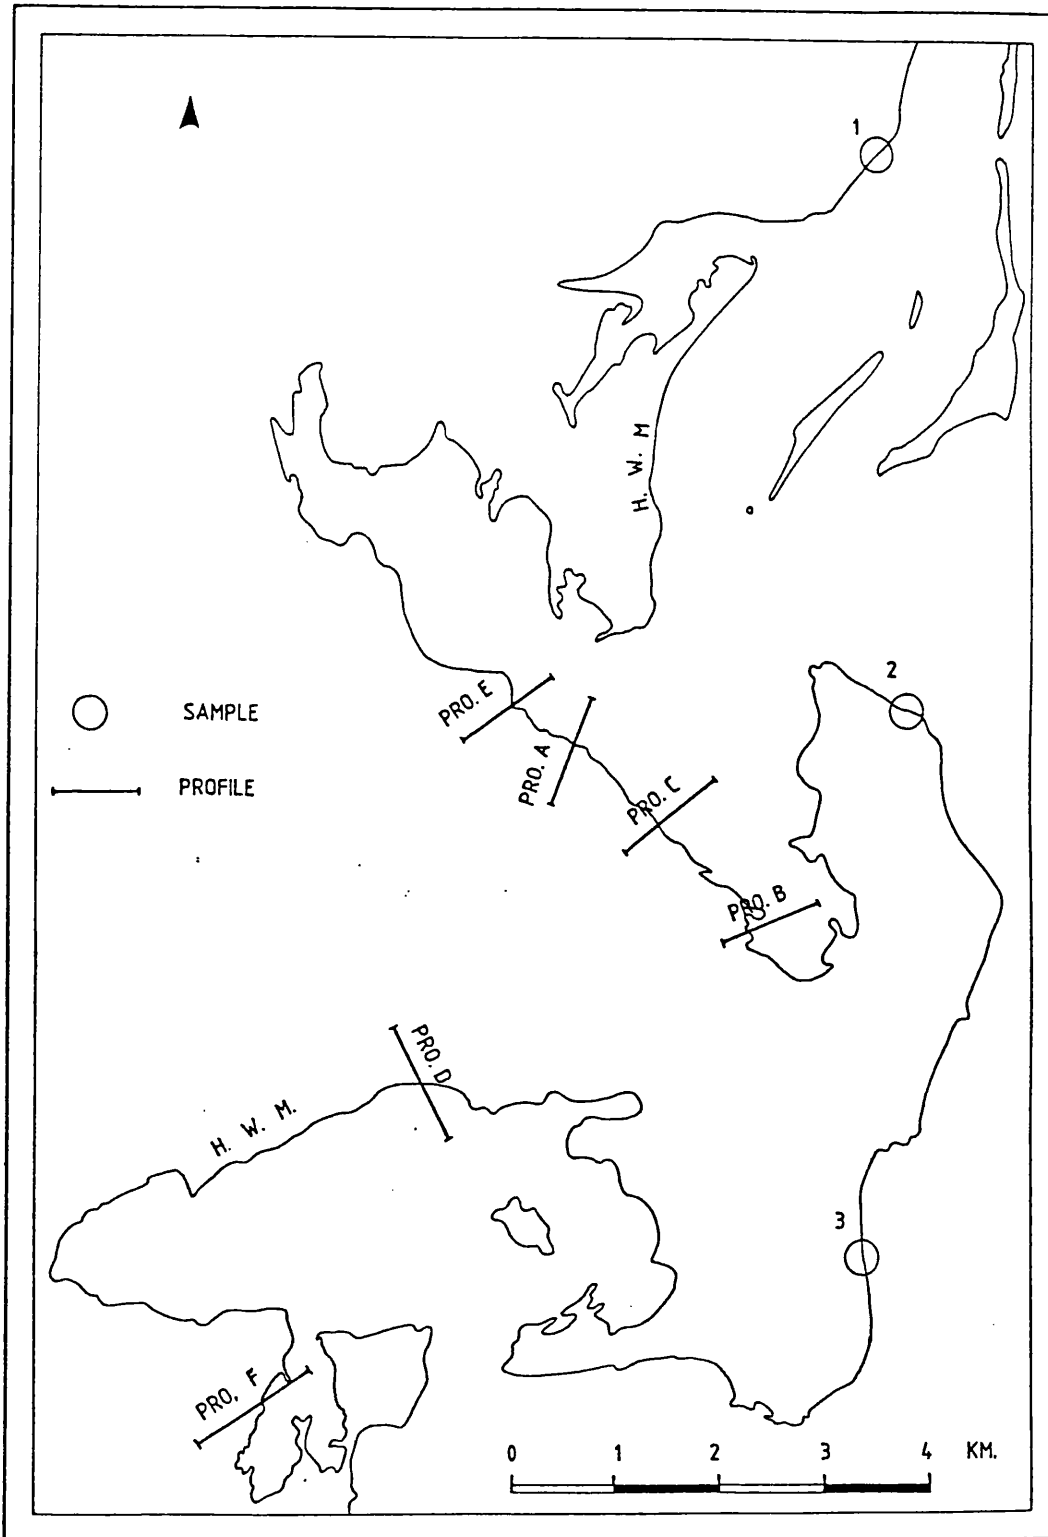 1
H. W. M
2
PRO. E
SAMPLE
PRO. A
PROFILE
PRO. C
PRO. B
PRO. D
H. W. M.
3
PRO. F
0 1 2 3 4 KM.